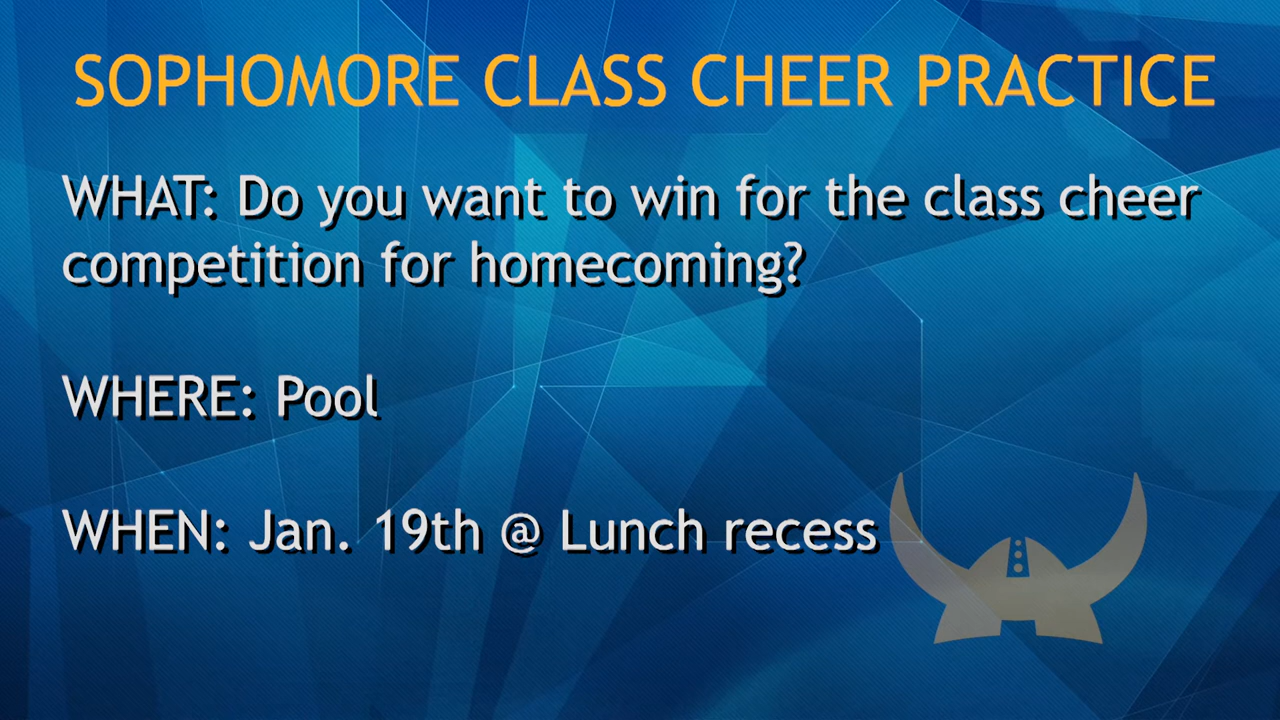 SOPHOMORE CLASS CHEER PRACTICE
WHAT: Do you want to win for the class cheer
competition for homecoming?
WHERE: Pool
WHEN: Jan. 19th @ Lunch recess